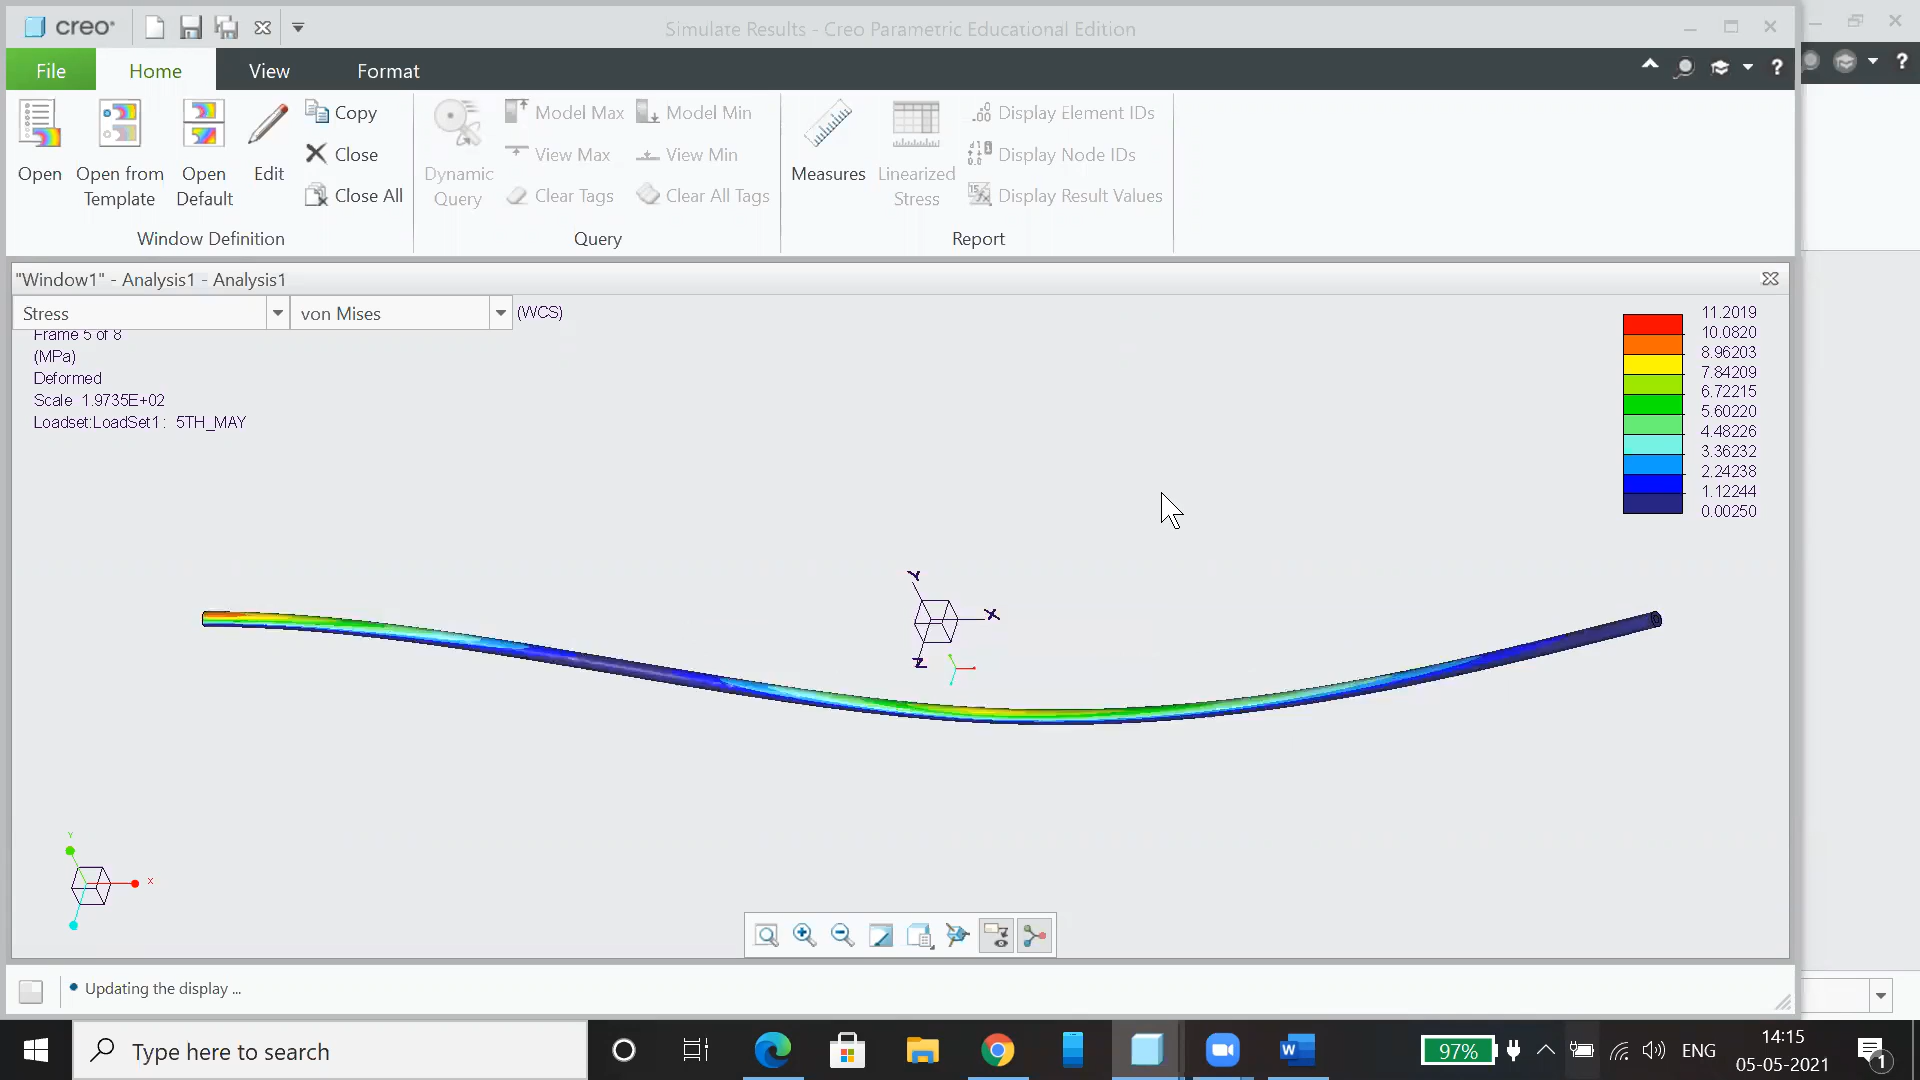 creo
Simulate Results - Creo Parametric Educational Edition
File Home View Format
?
?
Open
Open from Template
Open Default
Edit
Copy
Close
Close All
Window Definition
Dynamic Query
Model Max
Model Min
View Max
View Min
Clear Tags
Clear All Tags
Query
Measures
Linearized Stress
Display Element IDs
Display Node IDs
Display Result Values
Report
"Window1" - Analysis1 - Analysis1
Stress
von Mises
(WCS)
Frame 5 of 8
(MPa)
Deformed
Scale 1.9735E+02
Loadset:LoadSet1 : 5TH_MAY
11.2019
10.0820
8.96203
7.84209
6.72215
5.60220
4.48226
3.36232
2.24238
1.12244
0.00250
Y
X
Z
Y
X
Updating the display ...
Type here to search
97%
ENG
14:15
05-05-2021
1